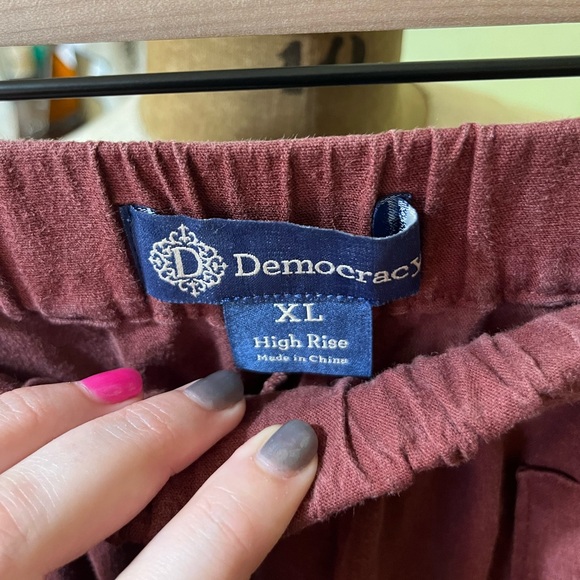 D Democracy
XL
High Rise
Made in China